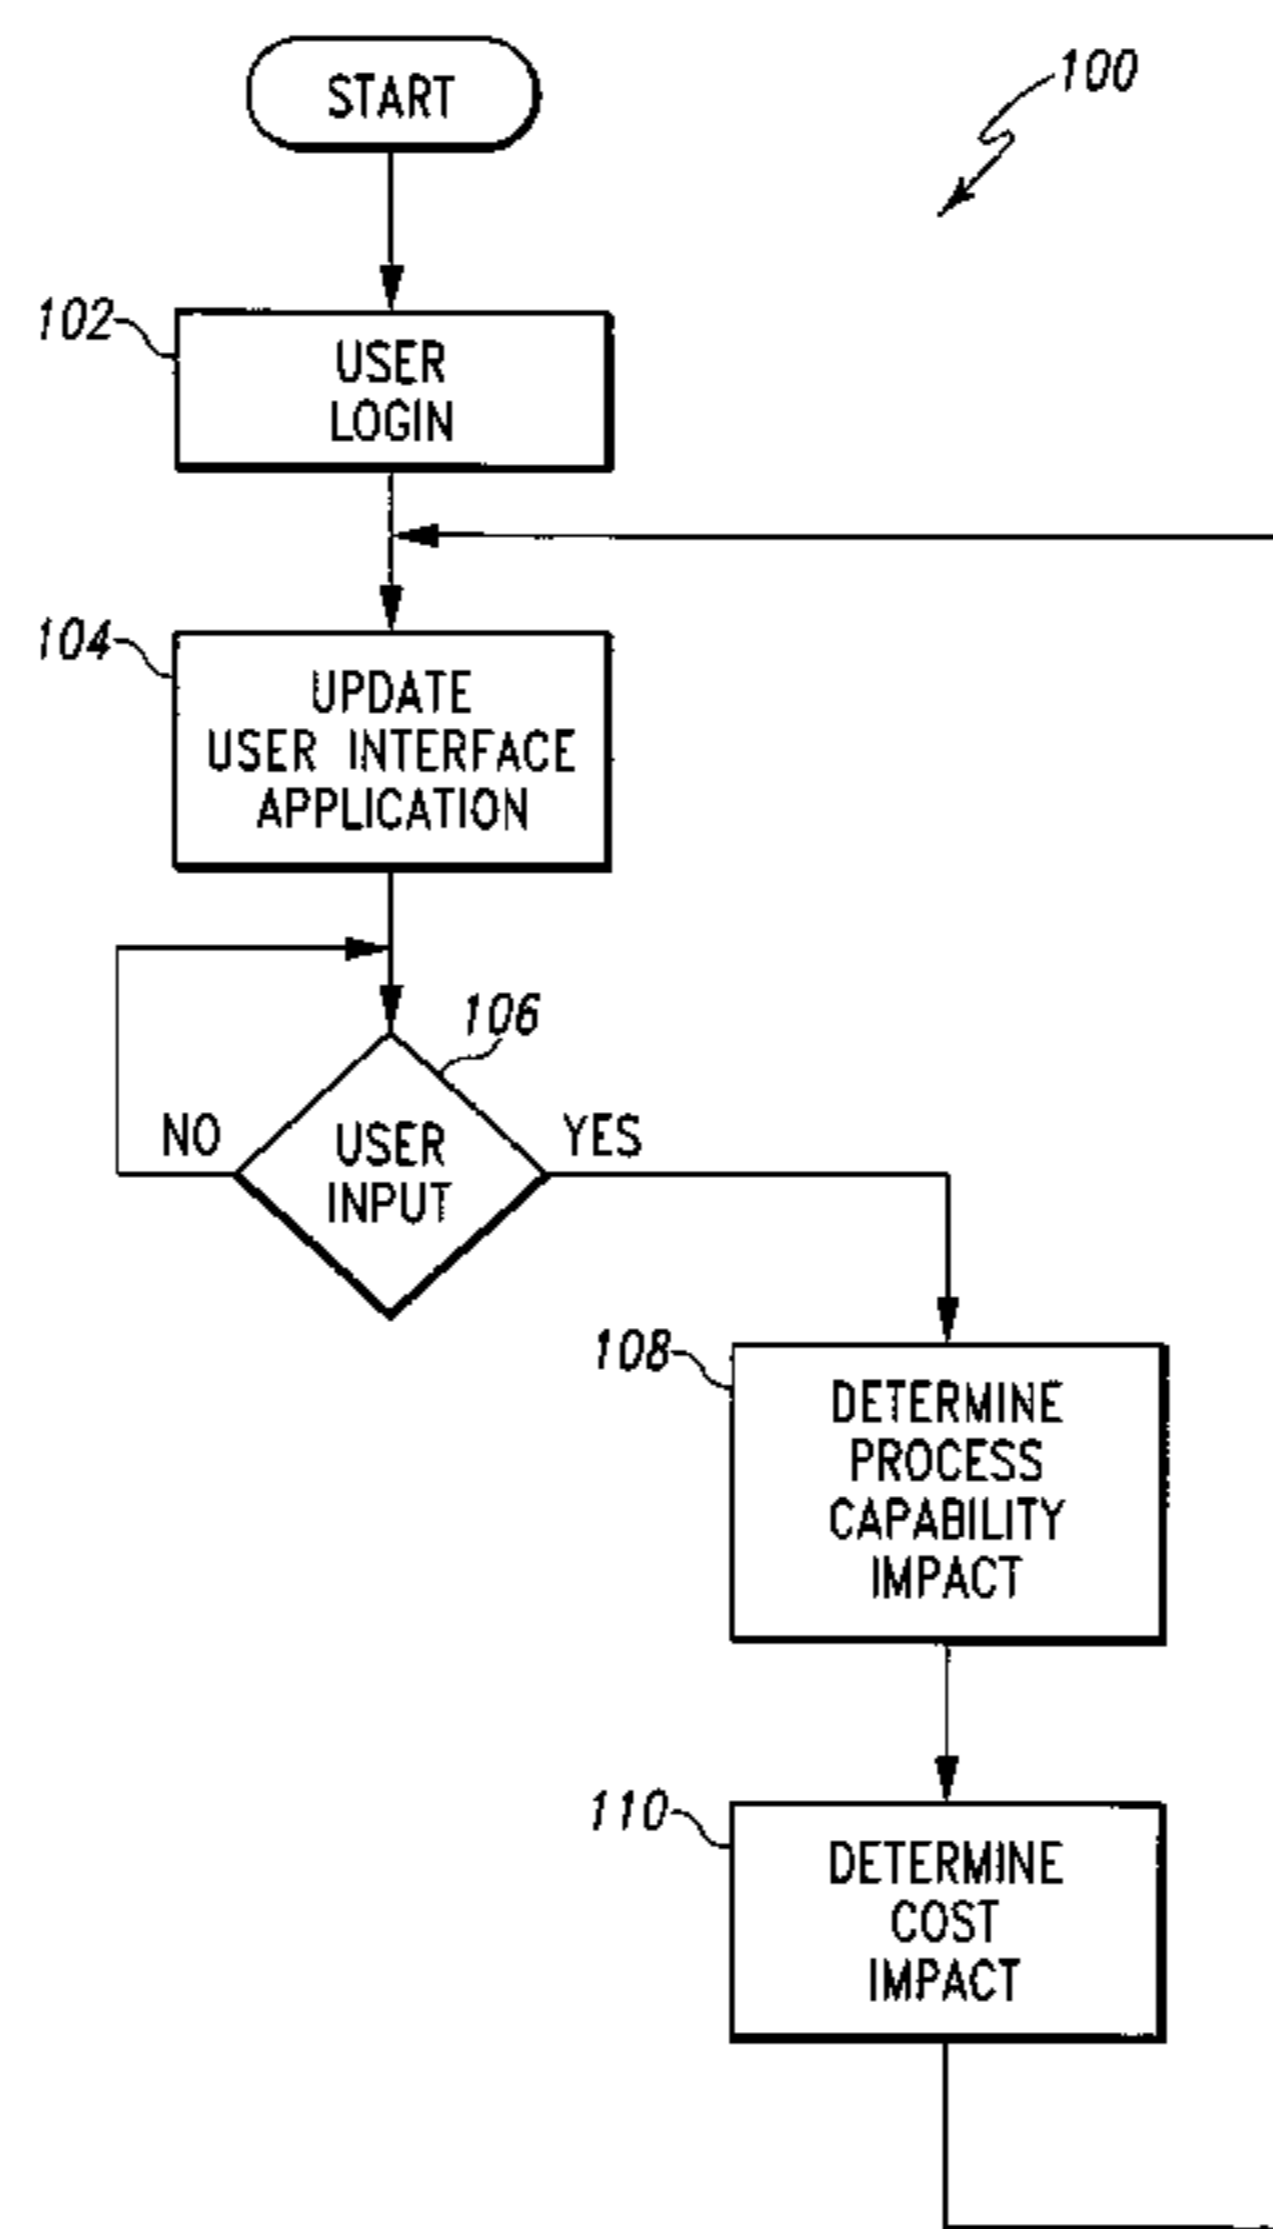 START
100
102
USER
LOGIN
104
UPDATE
USER INTERFACE
APPLICATION
106
NO
USER
INPUT
YES
108
DETERMINE
PROCESS
CAPABILITY
IMPACT
110
DETERMINE
COST
IMPACT